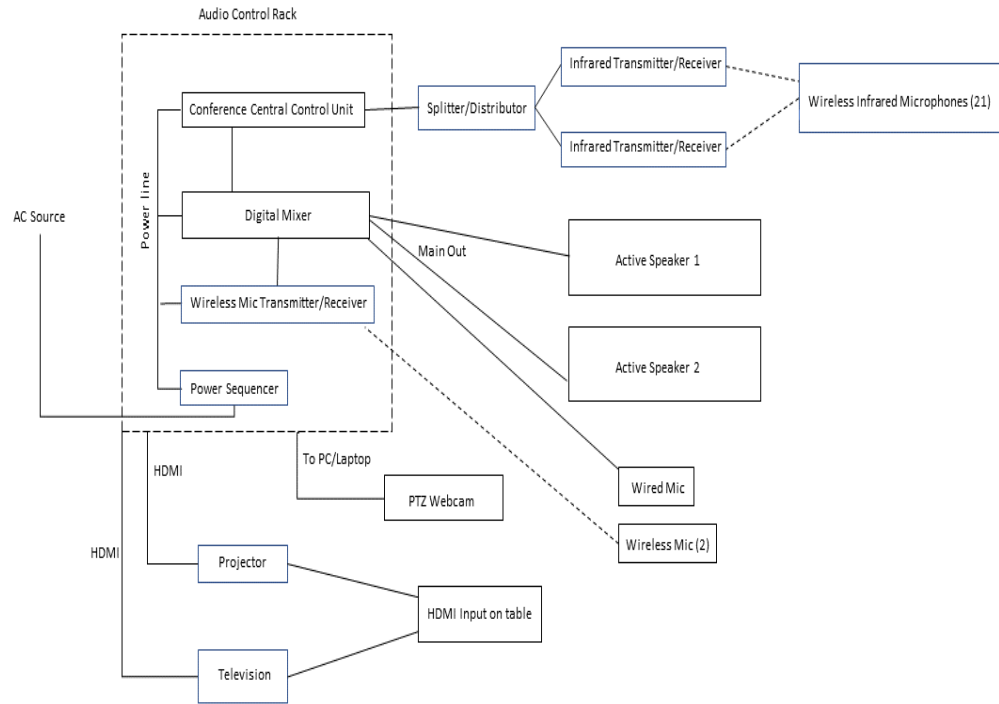 Audio Control Rack
Infrared Transmitter/Receiver
Wireless Infrared Microphones (21)
Conference Central Control Unit
Splitter/Distributor
Infrared Transmitter/Receiver
Power line
AC Source
Digital Mixer
Main Out
Active Speaker 1
Wireless Mic Transmitter/Receiver
Active Speaker 2
Power Sequencer
HDMI
To PC/Laptop
PTZ Webcam
Wired Mic
HDMI
Wireless Mic (2)
Projector
HDMI Input on table
Television